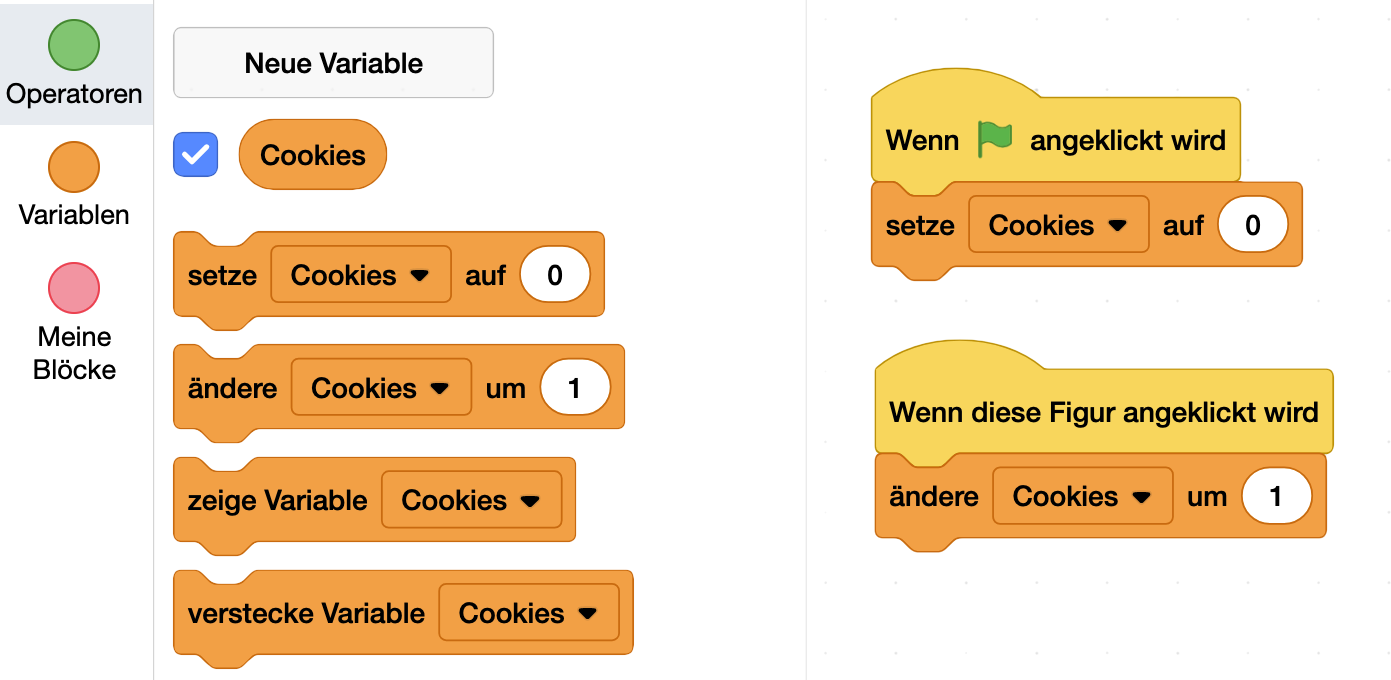 Operatoren
Variablen
Meine
Blöcke
Neue Variable
Cookies
setze Cookies auf 0
ändere Cookies um 1
zeige Variable Cookies
verstecke Variable Cookies
Wenn angeklickt wird
setze Cookies auf 0
Wenn diese Figur angeklickt wird
ändere Cookies um 1